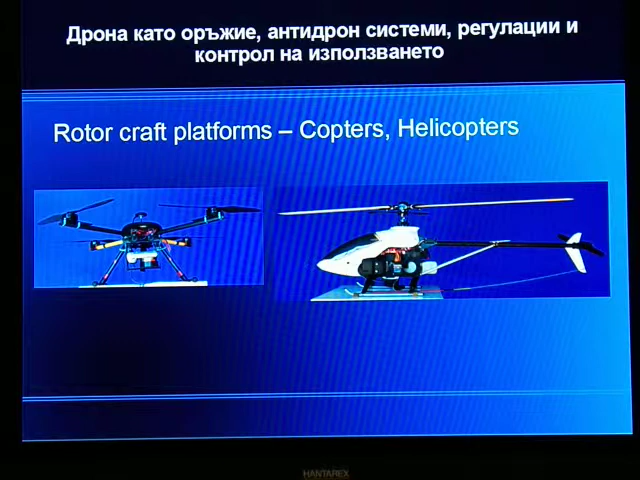 Дрона като оръжие, антидрон системи, регулации и
контрол на използването
Rotor craft platforms – Copters, Helicopters
HANTAREX